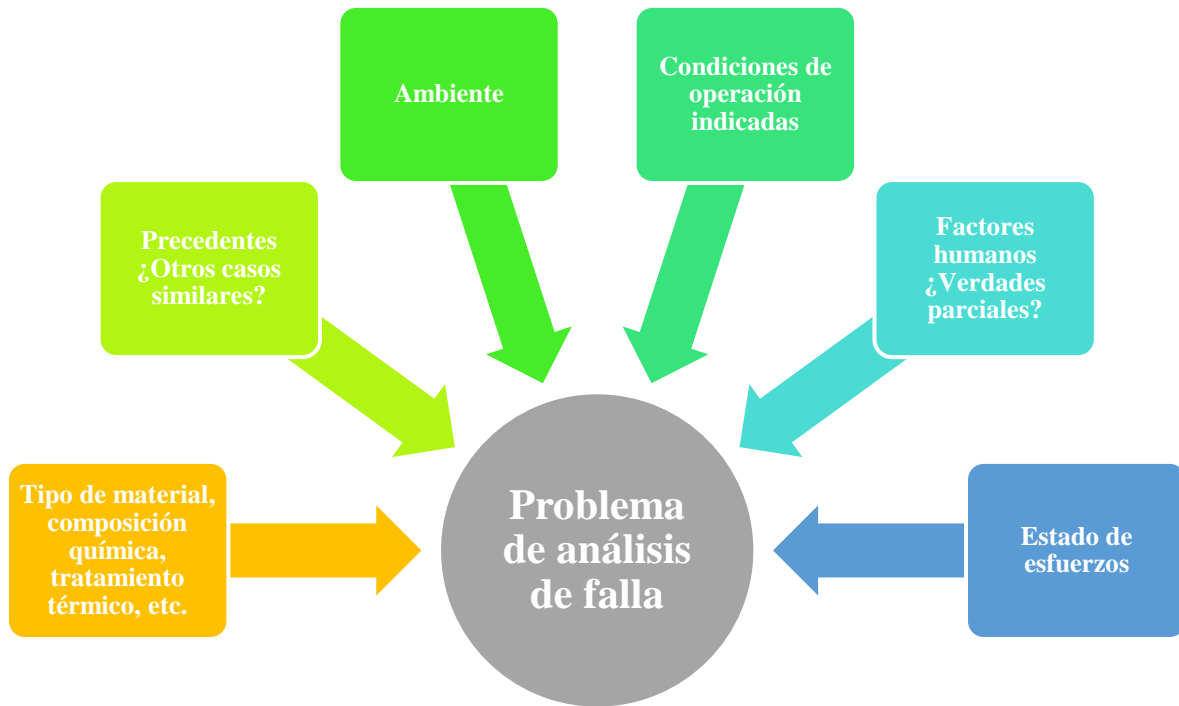 Ambiente
Condiciones de
operación
indicadas
Precedentes
¿Otros casos
similares?
Factores
humanos
¿Verdades
parciales?
Tipo de material,
composición
química,
tratamiento
térmico, etc.
Problema
de análisis
de falla
Estado de
esfuerzos